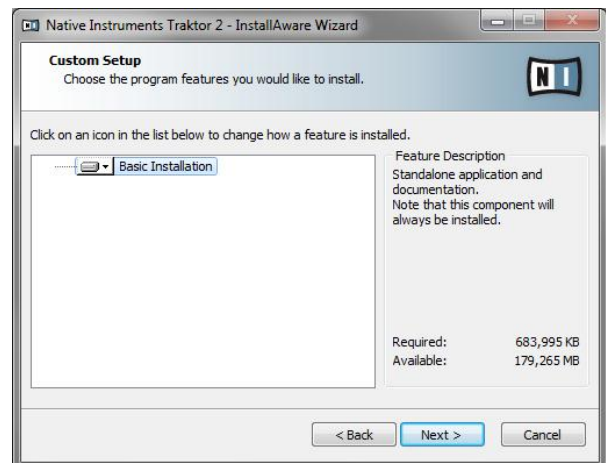 Native Instruments Traktor 2 - InstallAware Wizard
Custom Setup
Choose the program features you would like to install.
NI
Click on an icon in the list below to change how a feature is installed.
Basic Installation
Feature Description
Standalone application and
documentation.
Note that this component will
always be installed.
Required: 683,995 KB
Available: 179,265 MB
< Back
Next >
Cancel